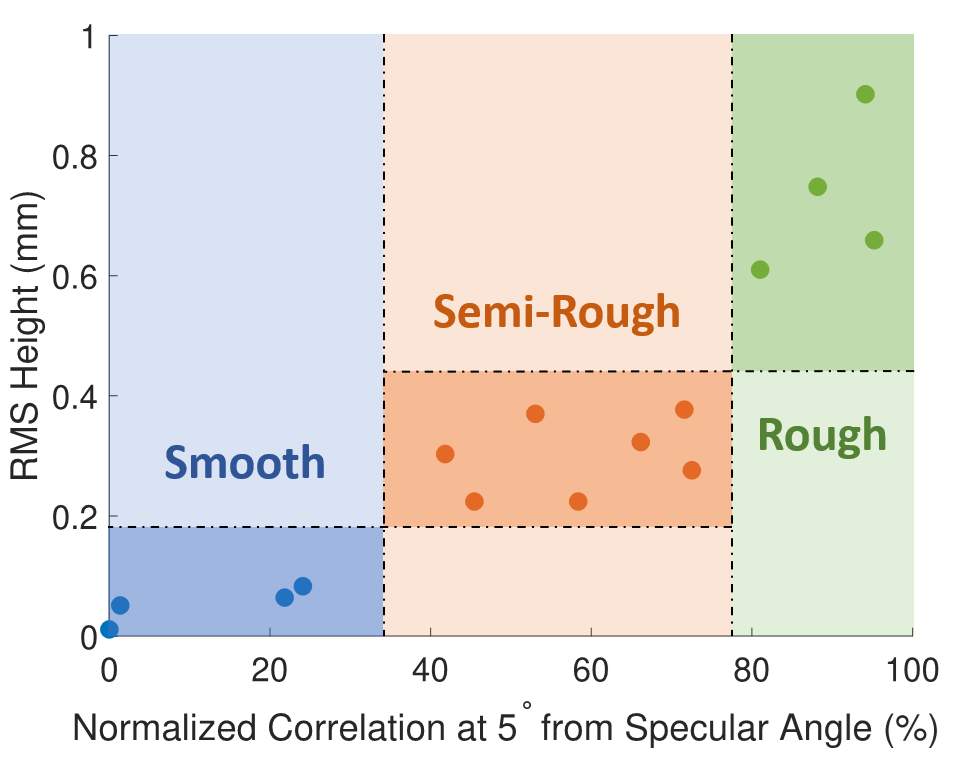 1
0.8
0.6
0.4
0.2
0
RMS Height (mm)
Semi-Rough
Smooth
Rough
0 20 40 60 80 100
Normalized Correlation at 5° from Specular Angle (%)